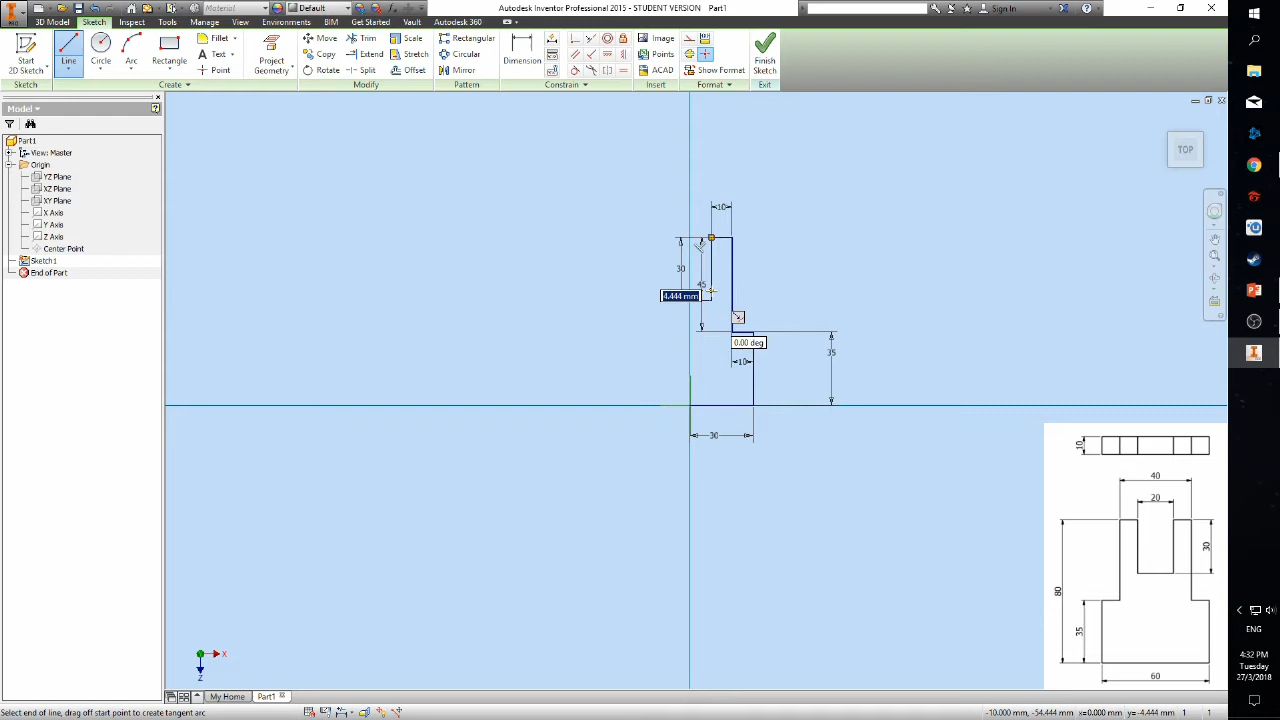 Material
Default
Autodesk Inventor Professional 2015 - STUDENT VERSION Part1
Sign In
PRO
3D Model
Sketch
Inspect
Tools
Manage
View
Environments
BIM
Get Started
Vault
Autodesk 360
Start
2D Sketch
Line
Circle
Arc
Rectangle
Fillet
Text
Point
Project
Geometry
Move
Copy
Rotate
Trim
Extend
Split
Scale
Stretch
Offset
Rectangular
Circular
Mirror
Dimension
Image
Points
ACAD
Show Format
Finish
Sketch
Sketch
Create
Modify
Pattern
Constrain
Insert
Format
Exit
Model
Part1
View: Master
Origin
YZ Plane
XZ Plane
XY Plane
X Axis
Y Axis
Z Axis
Center Point
Sketch1
End of Part
TOP
10
30
45
4.444 mm
0.00 deg
10
35
30
10
40
20
30
80
35
60
X
Z
My Home
Part1
Select end of line, drag off start point to create tangent arc
-10.000 mm, -54.444 mm
x=0.000 mm
y=-4.444 mm
1
1
ENG
4:32 PM
Tuesday
27/3/2018